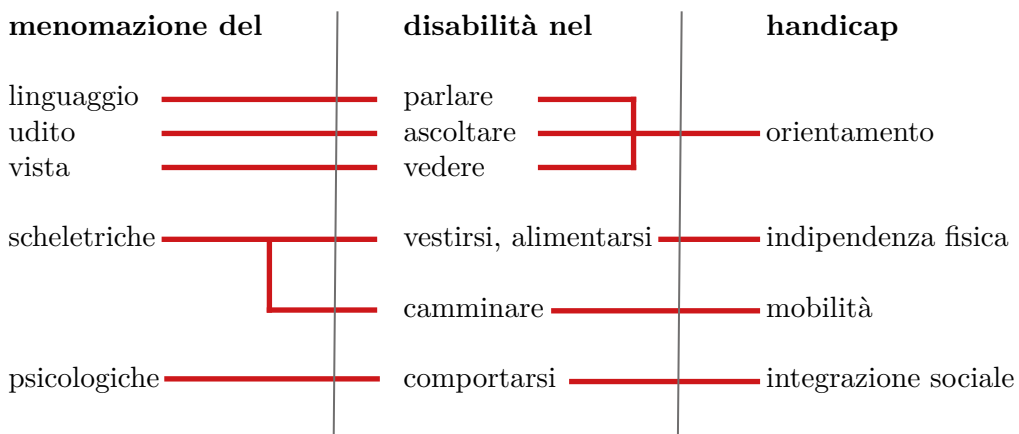 menomazione del disabilità nel handicap
linguaggio parlare
udito ascoltare orientamento
vista vedere
scheletriche vestirsi, alimentarsi indipendenza fisica
camminare mobilità
psicologiche comportarsi integrazione sociale